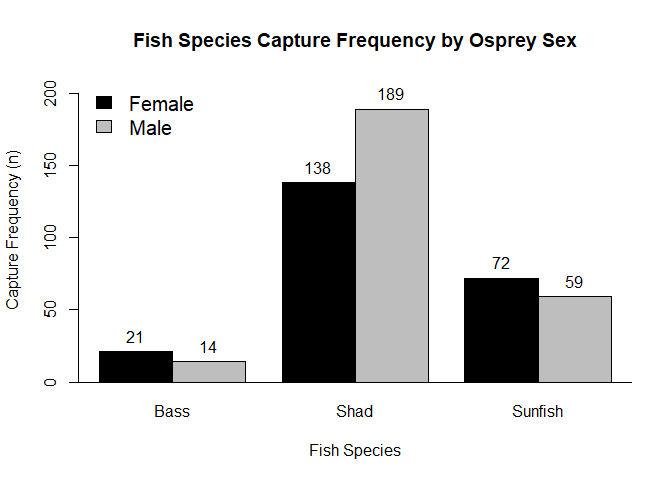 Fish Species Capture Frequency by Osprey Sex
Female
Male
Capture Frequency (n)
200
150
100
50
0
21
14
138
189
72
59
Bass
Shad
Sunfish
Fish Species